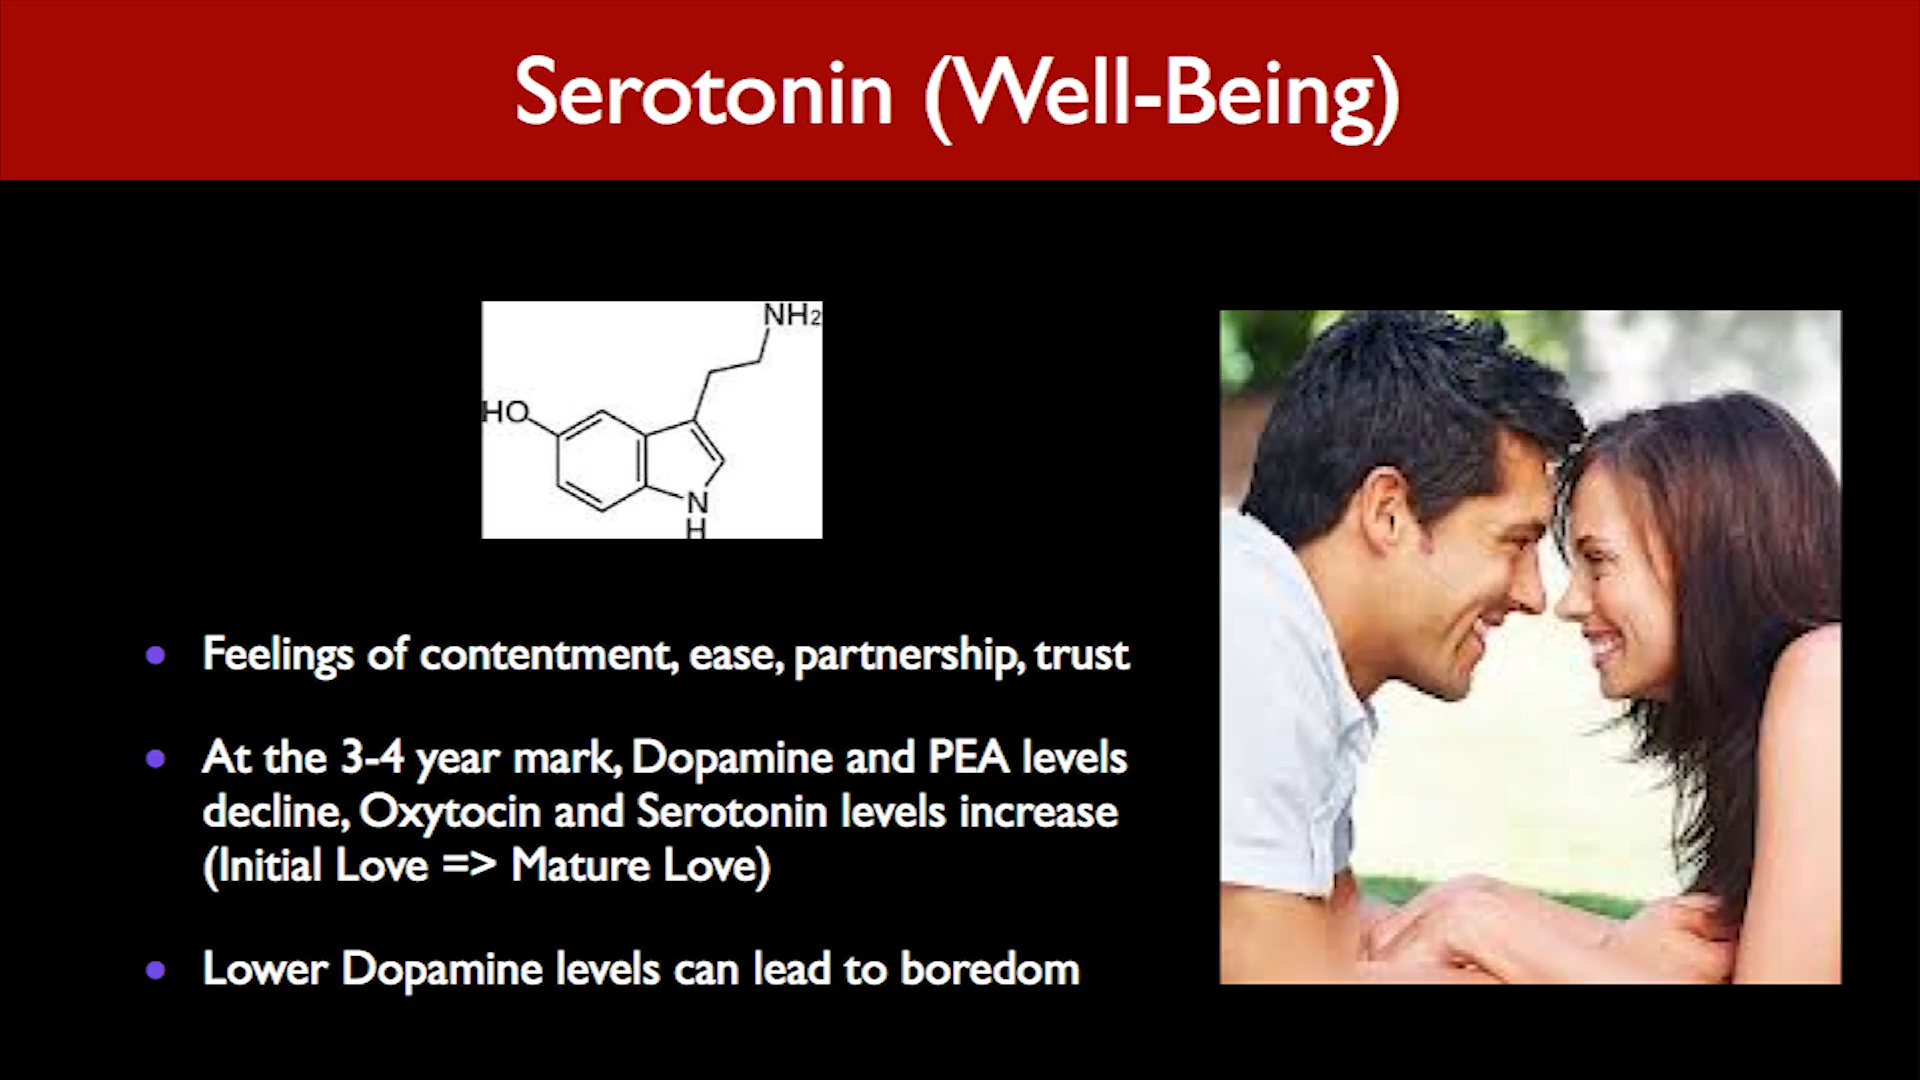 Serotonin (Well-Being)
NH2
HO
N
H
Feelings of contentment, ease, partnership, trust
At the 3-4 year mark, Dopamine and PEA levels
decline, Oxytocin and Serotonin levels increase
(Initial Love => Mature Love)
Lower Dopamine levels can lead to boredom